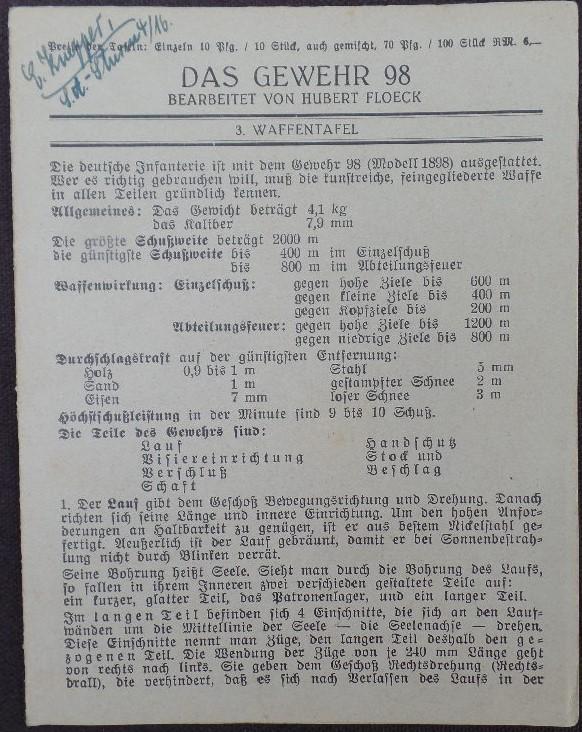 E. Knepper,
S.A.-Sturm 4/16.
Preise der Tafeln: Einzeln 10 Pfg. / 10 Stück, auch gemischt, 70 Pfg. / 100 Stück RM. 6,—
DAS GEWEHR 98
BEARBEITET VON HUBERT FLOECK
3. WAFFENTAFEL
Die deutsche Infanterie ist mit dem Gewehr 98 (Modell 1898) ausgestattet.
Wer es richtig gebrauchen will, muß die kunstreiche, feingegliederte Waffe
in allen Teilen gründlich kennen.
Allgemeines: Das Gewicht beträgt 4,1 kg
das Kaliber 7,9 mm
Die größte Schußweite beträgt 2000 m
die günstigste Schußweite bis 400 m im Einzelschuß
bis 800 m im Abteilungsfeuer
Waffenwirkung: Einzelschuß: gegen hohe Ziele bis 600 m
gegen kleine Ziele bis 400 m
gegen Kopfziele bis 200 m
Abteilungsfeuer: gegen hohe Ziele bis 1200 m
gegen niedrige Ziele bis 800 m
Durchschlagskraft auf der günstigsten Entfernung:
Holz 0,9 bis 1 m Stahl 3 mm
Sand 1 m gestampfter Schnee 2 m
Eisen 7 mm loser Schnee 3 m
Höchstschußleistung in der Minute sind 9 bis 10 Schuß.
Die Teile des Gewehrs sind:
Lauf Handschutz
Visiereinrichtung Stock und
Verschluß Beschlag
Schaft
1. Der Lauf gibt dem Geschoß Bewegungsrichtung und Drehung. Danach
richten sich seine Länge und innere Einrichtung. Um den hohen Anfor-
derungen an Haltbarkeit zu genügen, ist er aus bestem Nickelstahl ge-
fertigt. Aeußerlich ist der Lauf gebräunt, damit er bei Sonnenbestrah-
lung nicht durch Blinken verrät.
Seine Bohrung heißt Seele. Sieht man durch die Bohrung des Laufs,
so fallen in ihrem Inneren zwei verschieden gestaltete Teile auf:
ein kurzer, glatter Teil, das Patronenlager, und ein langer Teil.
Im langen Teil befinden sich 4 Einschnitte, die sich an den Lauf-
wänden um die Mittellinie der Seele — die Seelenachse — drehen.
Diese Einschnitte nennt man Züge, den langen Teil deshalb den ge-
zogenen Teil. Die Wendung der Züge von je 240 mm Länge geht
von rechts nach links. Sie geben dem Geschoß Rechtsdrehung (Rechts-
drall), die verhindert, daß es sich nach Verlassen des Laufs in der